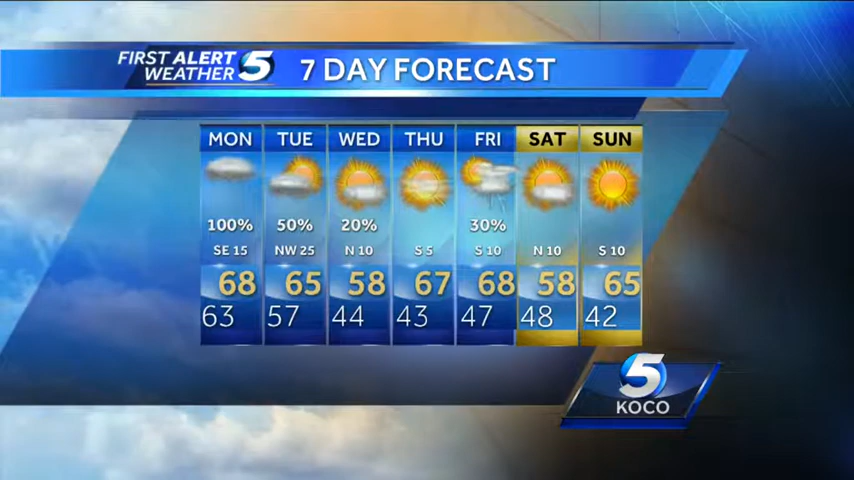 FIRST ALERT
WEATHER 5
7 DAY FORECAST
MON TUE WED THU FRI SAT SUN
100% 50% 20% 30%
SE 15 NW 25 N 10 S 5 S 10 N 10 S 10
68 65 58 67 68 58 65
63 57 44 43 47 48 42
5
KOCO